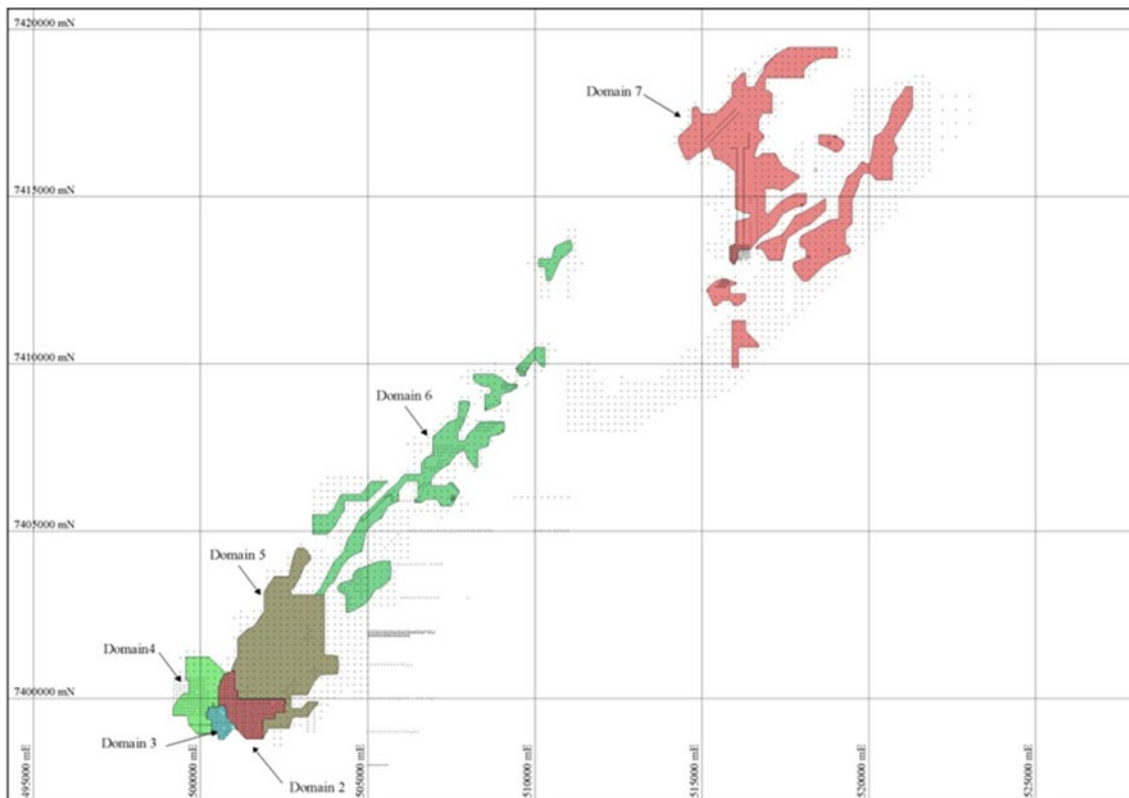 7420000 mN
Domain 7
7415000 mN
7410000 mN
Domain 6
7405000 mN
Domain 5
Domain4
7400000 mN
Domain 3
Domain 2
495000 mE
500000 mE
505000 mE
510000 mE
515000 mE
520000 mE
525000 mE